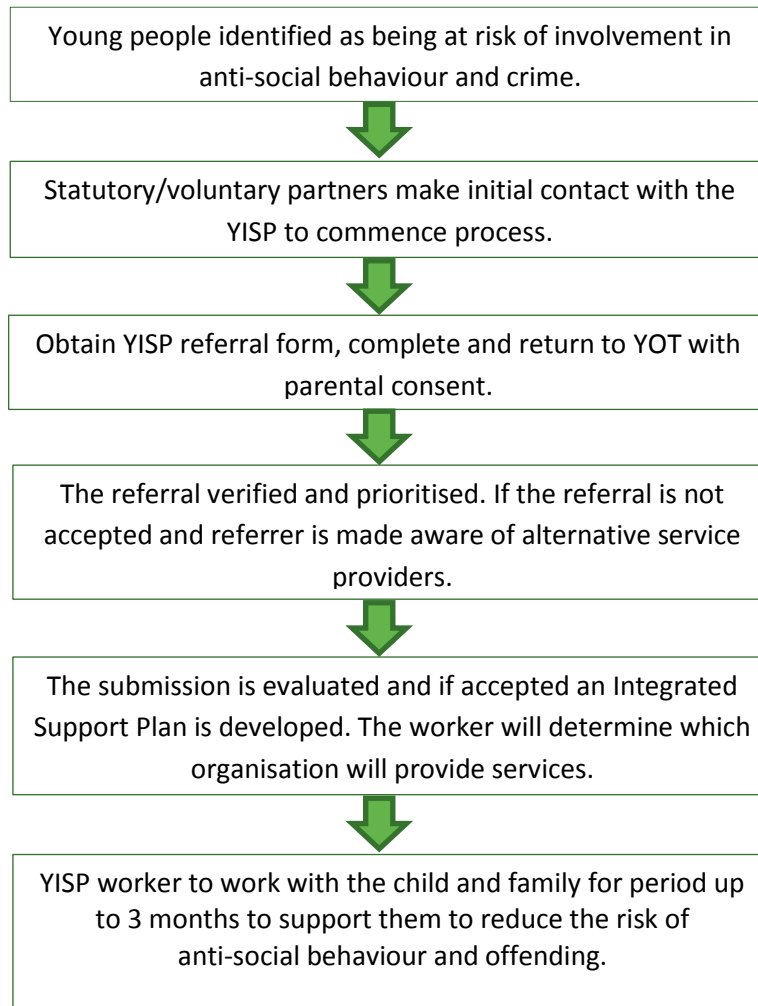 Young people identified as being at risk of involvement in
anti-social behaviour and crime.
Statutory/voluntary partners make initial contact with the
YISP to commence process.
Obtain YISP referral form, complete and return to YOT with
parental consent.
The referral verified and prioritised. If the referral is not
accepted and referrer is made aware of alternative service
providers.
The submission is evaluated and if accepted an Integrated
Support Plan is developed. The worker will determine which
organisation will provide services.
YISP worker to work with the child and family for period up
to 3 months to support them to reduce the risk of
anti-social behaviour and offending.